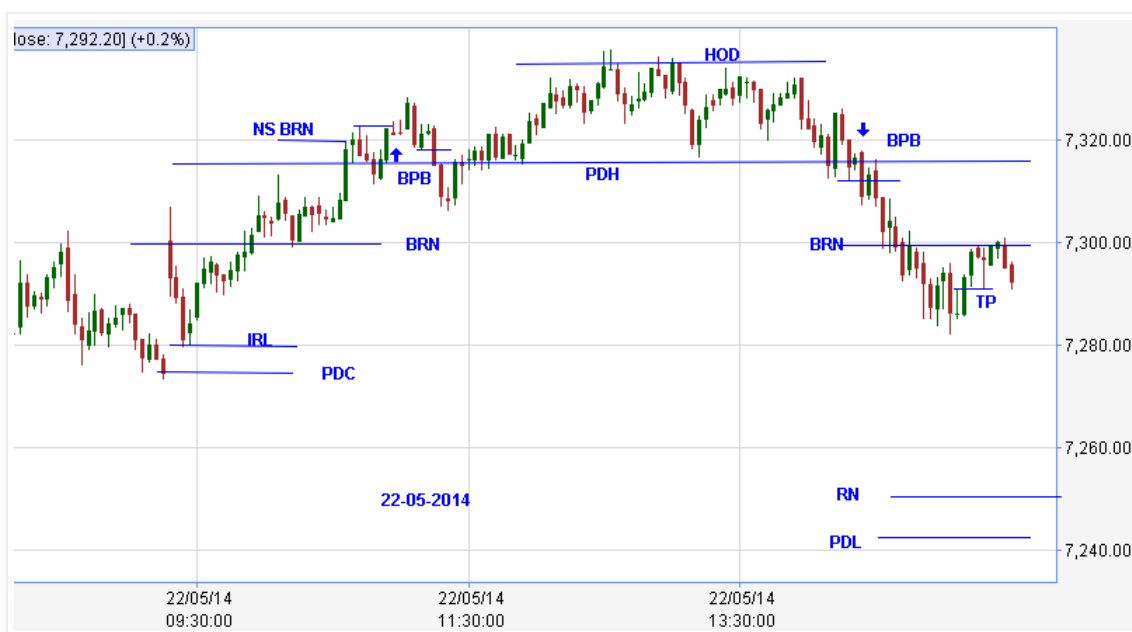 lose: 7,292.20] (+0.2%)
HOD
NS BRN
7,320.00
BPB
BPB
PDH
BRN
BRN
7,300.00
TP
IRL
7,280.00
PDC
7,260.00
22-05-2014
RN
PDL
7,240.00
22/05/14
22/05/14
22/05/14
09:30:00
11:30:00
13:30:00